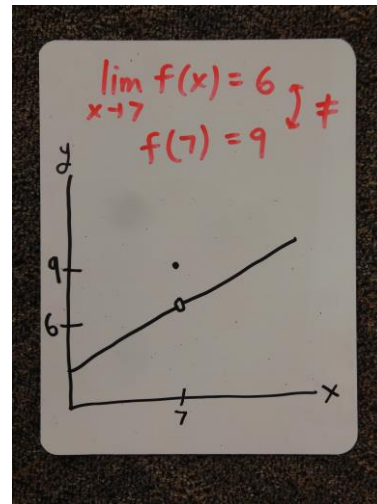 lim f(x) = 6
x→7
≠
f(7) = 9
y
9
6
7
x